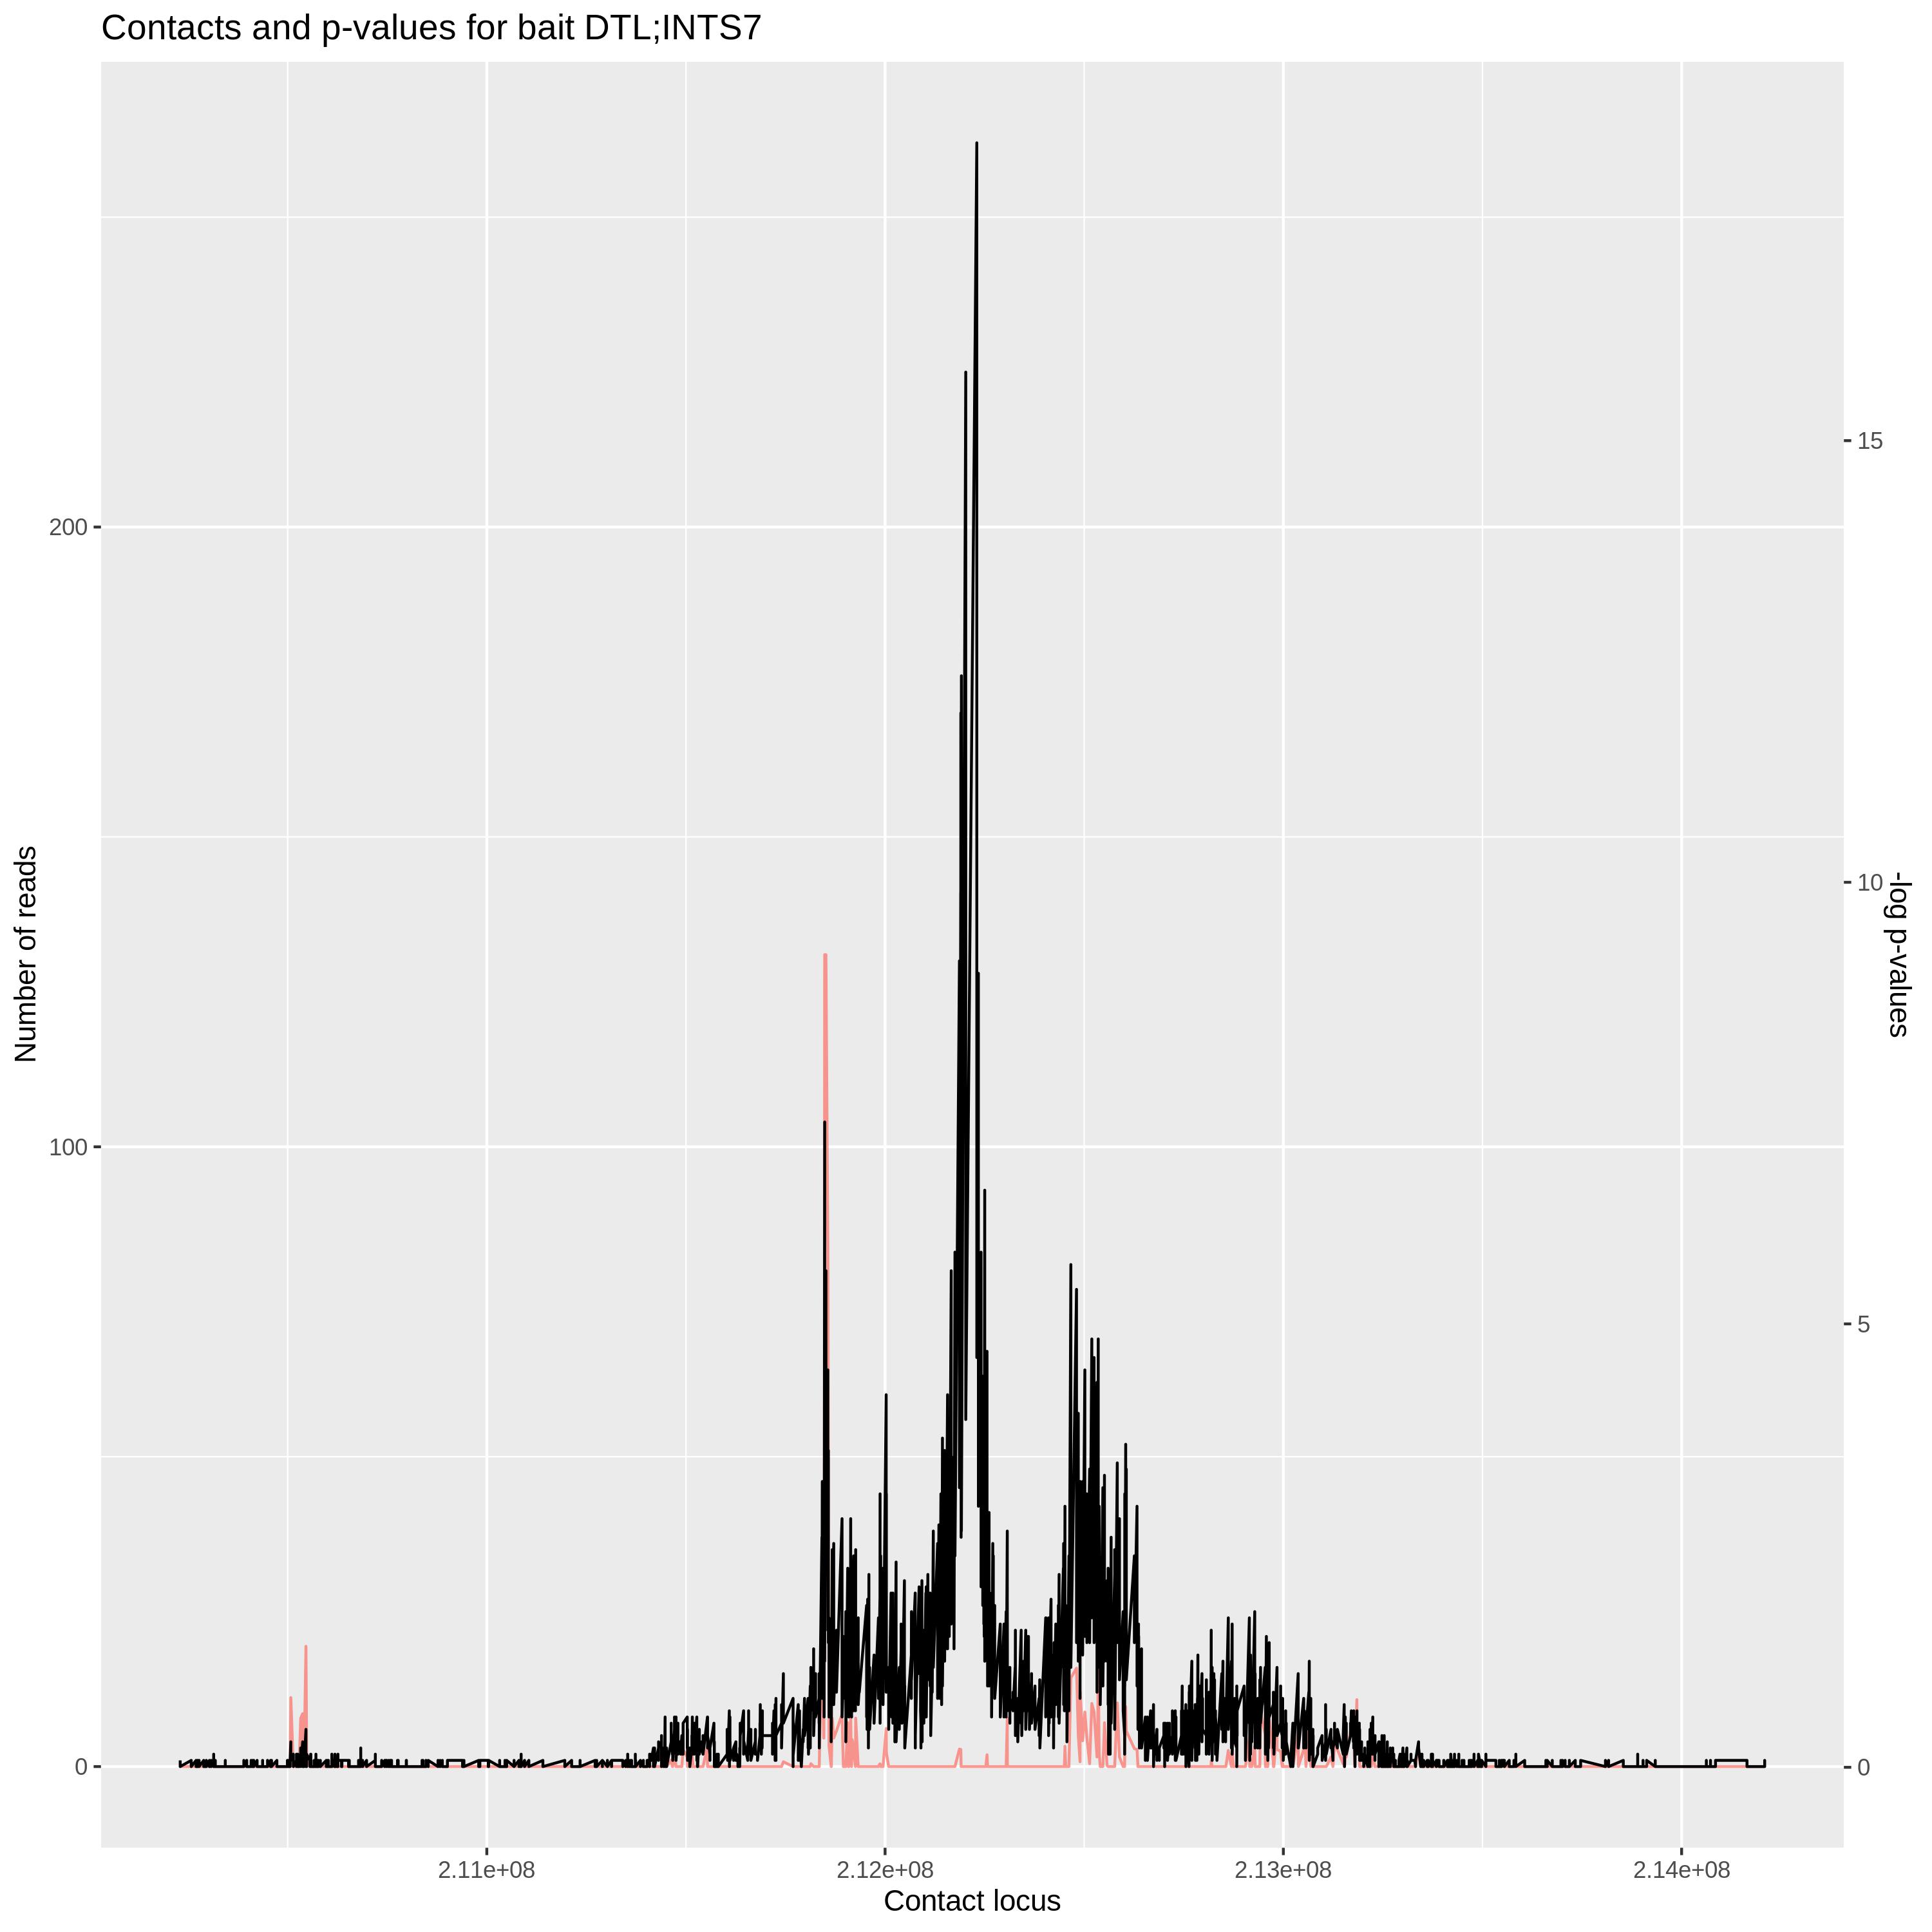 Contacts and p-values for bait DTL;INTS7
Number of reads
200
100
0
15
10
5
0
-log p-values
2.11e+08
2.12e+08
2.13e+08
2.14e+08
Contact locus